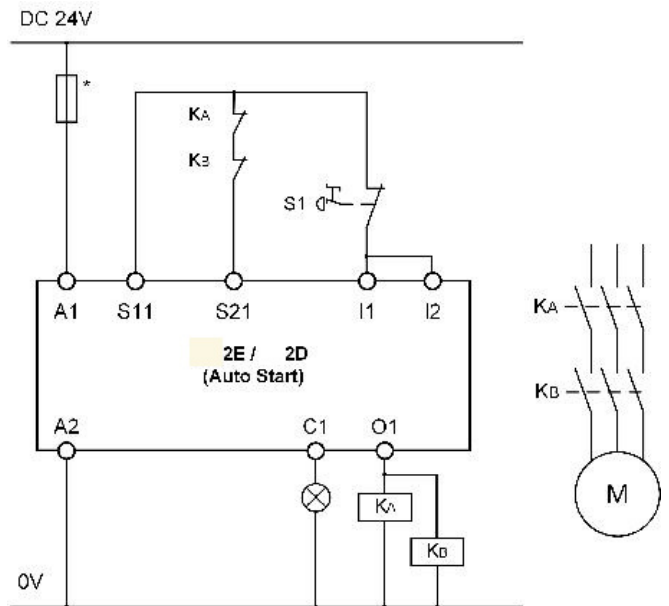 DC 24V
*
KA
KB
S1
A1 S11 S21 I1 I2
2E / 2D
(Auto Start)
A2 C1 O1
KA
KB
0V
KA
KB
M